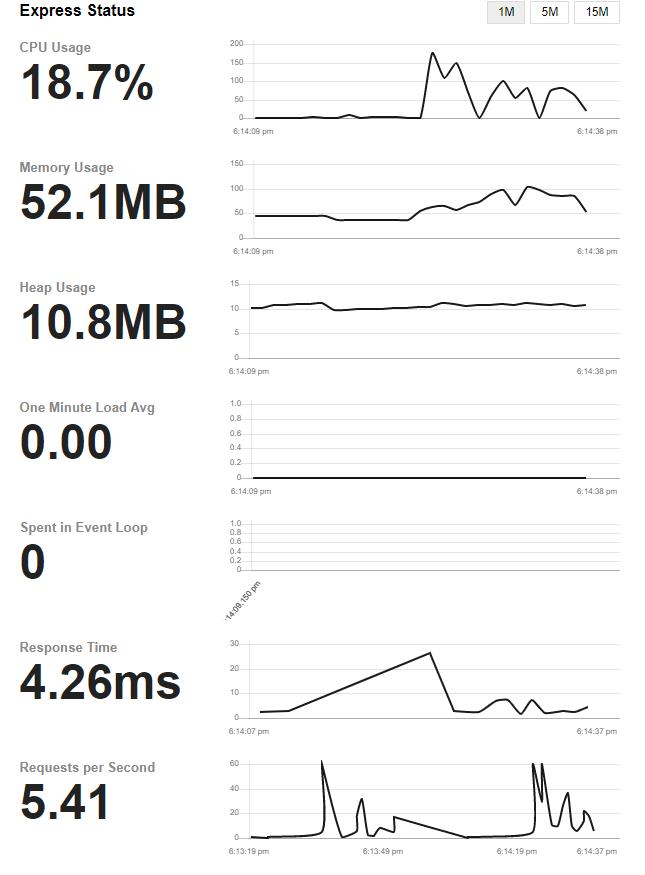 Express Status
1M 5M 15M
CPU Usage
18.7%
200
150
100
50
0
6:14:09 pm 6:14:38 pm
Memory Usage
52.1MB
150
100
50
0
6:14:09 pm 6:14:38 pm
Heap Usage
10.8MB
15
10
5
0
6:14:09 pm 6:14:38 pm
One Minute Load Avg
0.00
1.0
0.8
0.6
0.4
0.2
0
6:14:09 pm 6:14:38 pm
Spent in Event Loop
0
1.0
0.8
0.6
0.4
0.2
0
14:09.150 pm
Response Time
4.26ms
30
20
10
0
6:14:07 pm 6:14:37 pm
Requests per Second
5.41
60
40
20
0
6:13:19 pm 6:13:49 pm 6:14:19 pm 6:14:37 pm